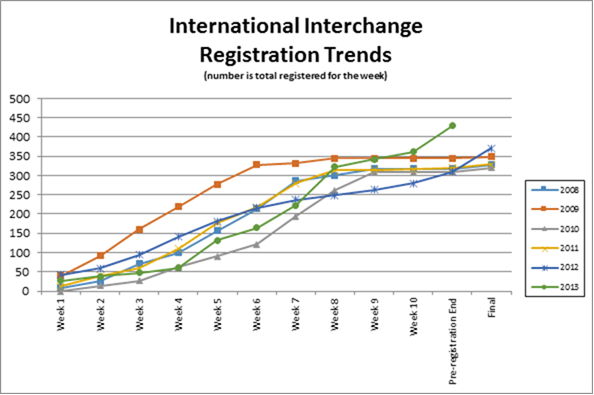 International Interchange
Registration Trends
(number is total registered for the week)
500
450
400
350
300
250
200
150
100
50
0
Week 1
Week 2
Week 3
Week 4
Week 5
Week 6
Week 7
Week 8
Week 9
Week 10
Pre-registration End
Final
2008
2009
2010
2011
2012
2013